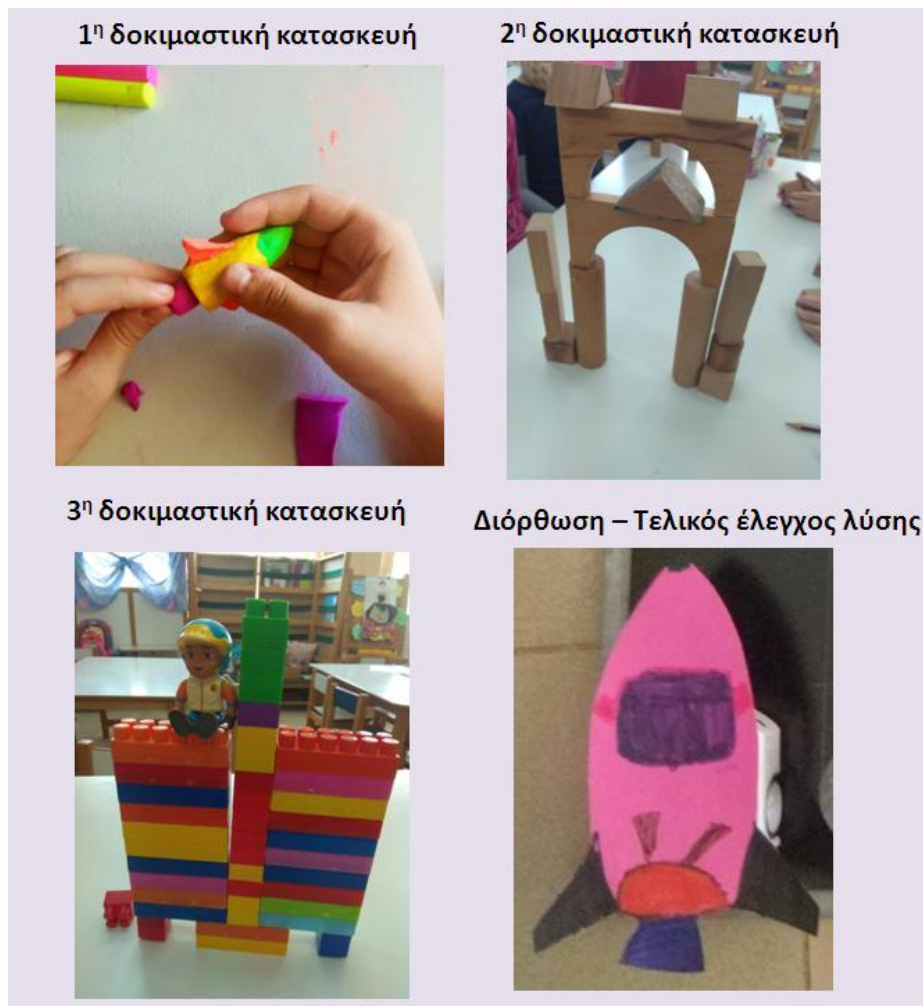 1η δοκιμαστική κατασκευή
2η δοκιμαστική κατασκευή
3η δοκιμαστική κατασκευή
Διόρθωση – Τελικός έλεγχος λύσης